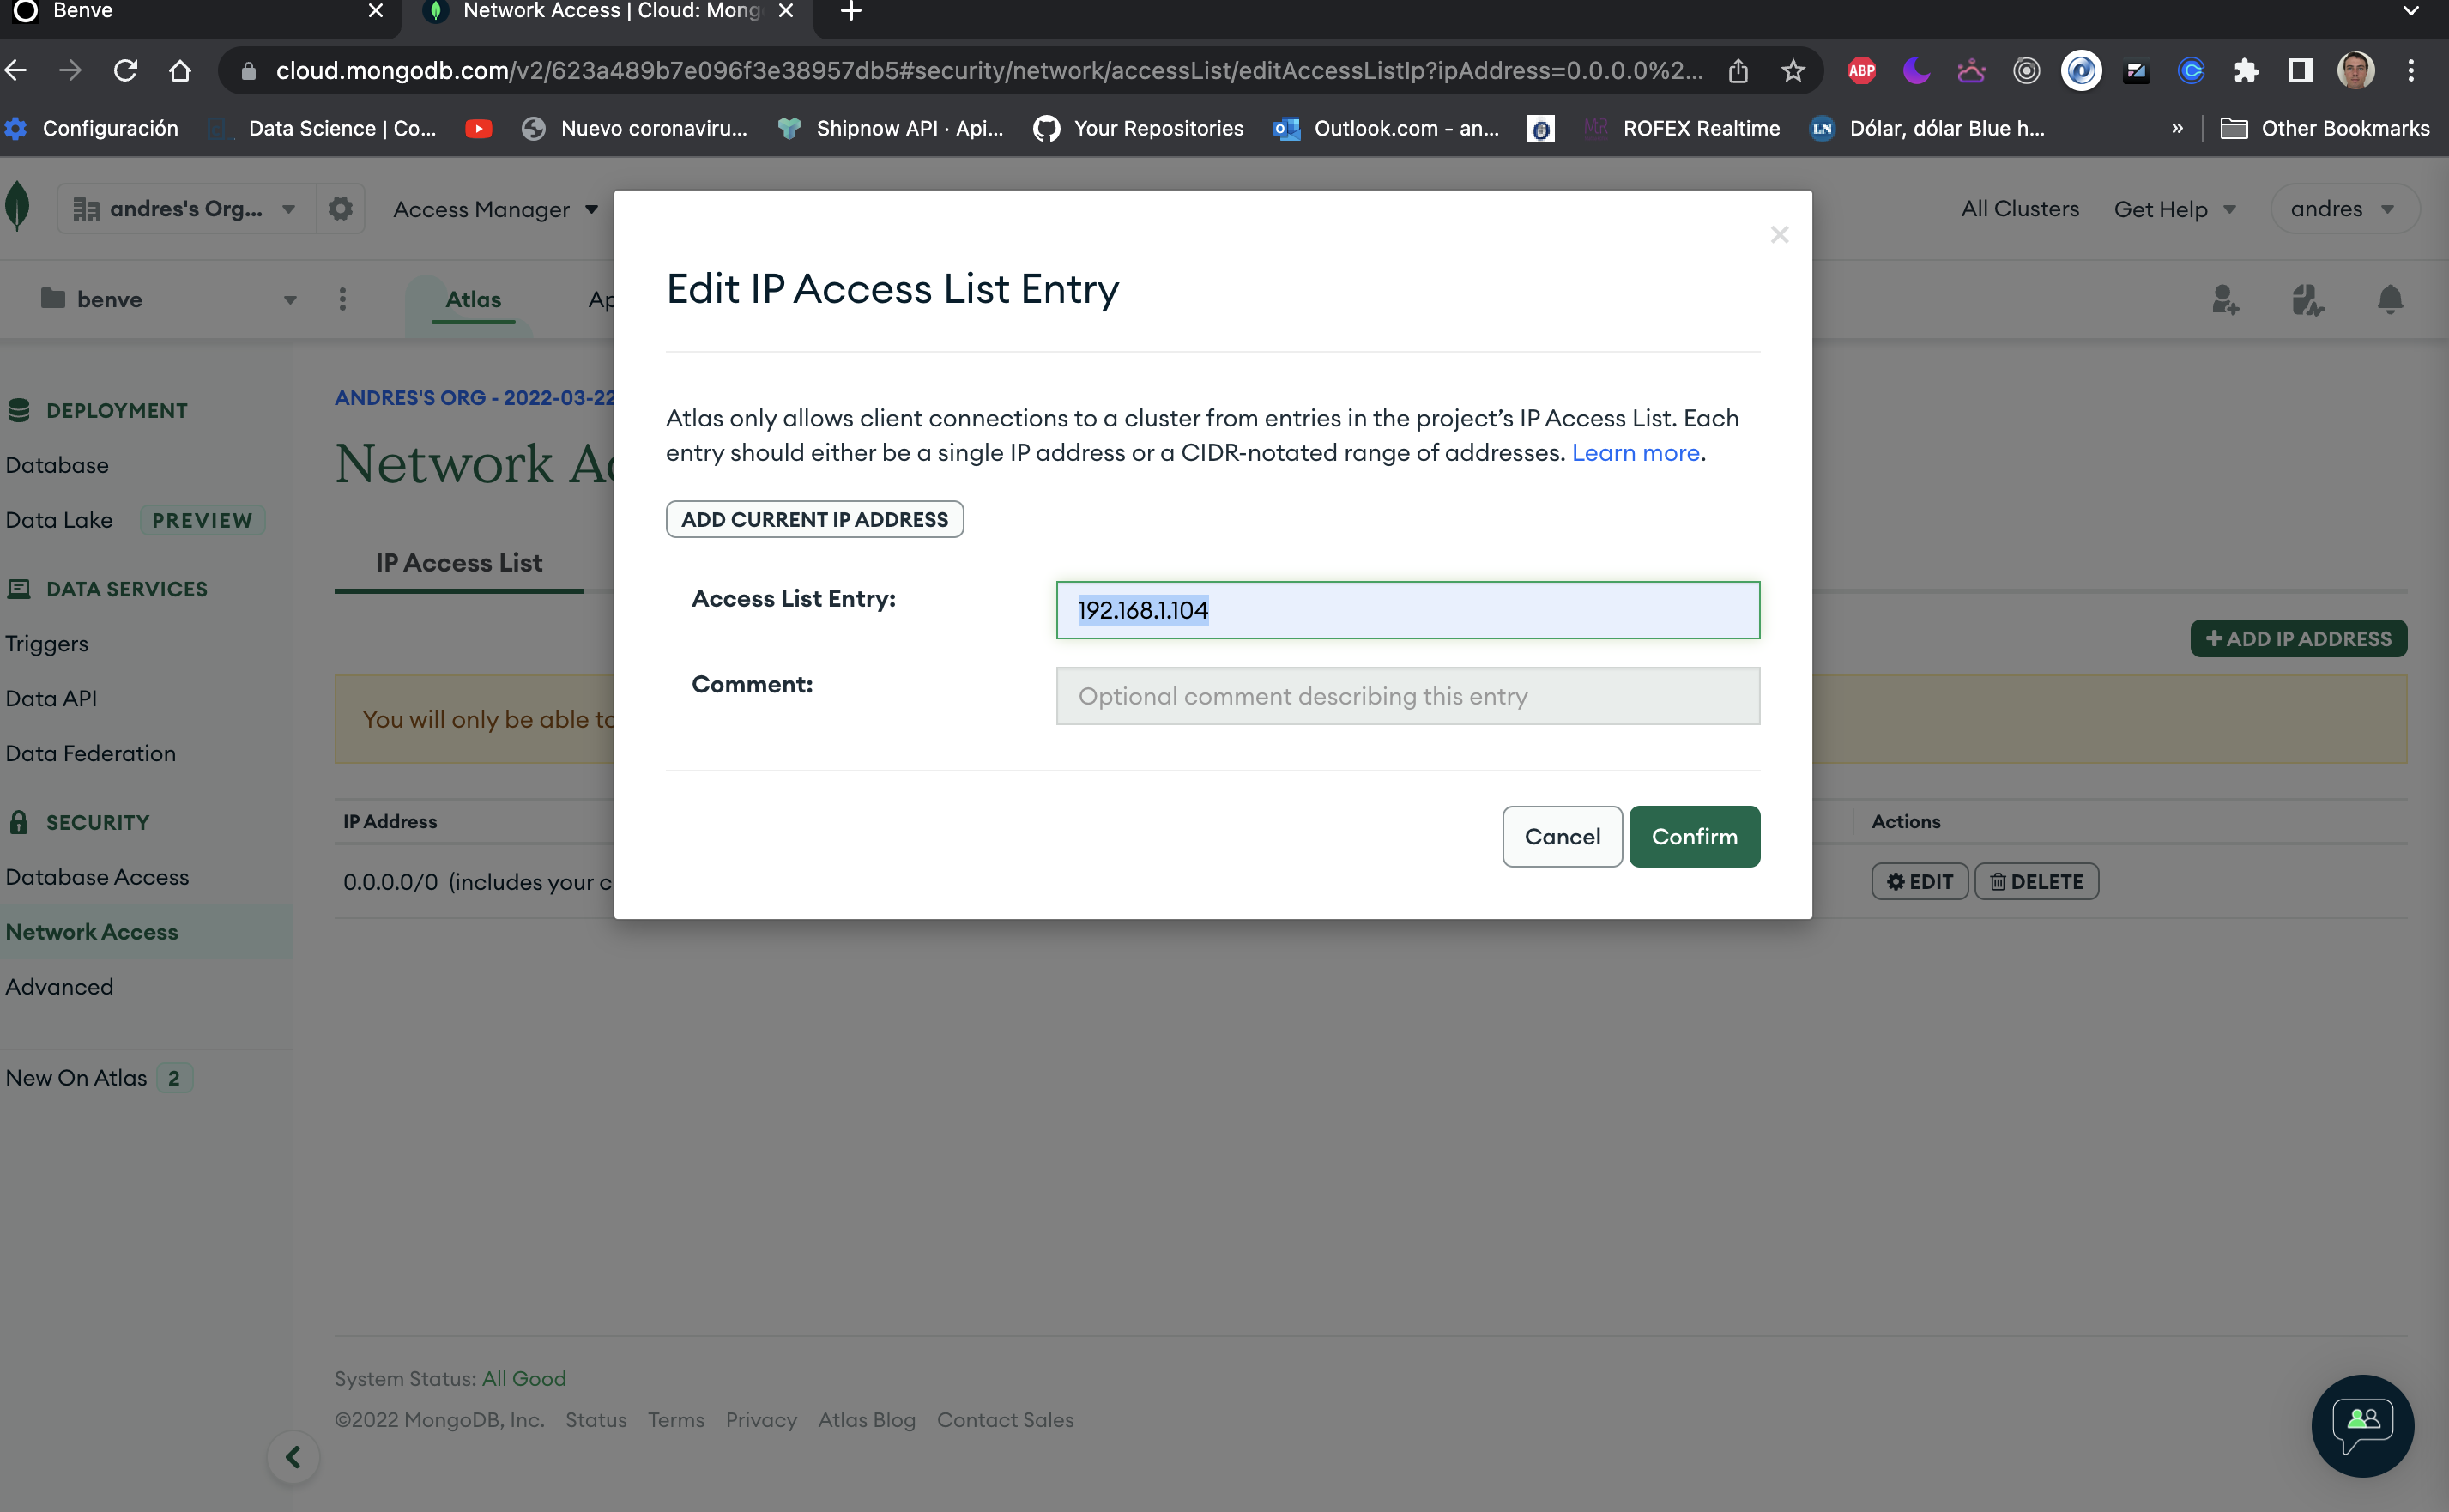 Benve
Network Access | Cloud: Mong
cloud.mongodb.com/v2/623a489b7e096f3e38957db5#security/network/accessList/editAccessListIp?ipAddress=0.0.0.0%2...
ABP
Configuración
Data Science | Co...
Nuevo coronaviru...
Shipnow API · Api...
Your Repositories
Outlook.com - an...
MR
ROFEX Realtime
LN
Dólar, dólar Blue h...
»
Other Bookmarks
andres's Org...
Access Manager
All Clusters
Get Help
andres
benve
Atlas
Ap
DEPLOYMENT
Database
Data Lake
PREVIEW
DATA SERVICES
Triggers
Data API
Data Federation
SECURITY
Database Access
Network Access
Advanced
New On Atlas
2
ANDRES'S ORG - 2022-03-22
Network Ac
IP Access List
+ ADD IP ADDRESS
You will only be able to
IP Address
Actions
0.0.0.0/0 (includes your c
EDIT
DELETE
Edit IP Access List Entry
Atlas only allows client connections to a cluster from entries in the project’s IP Access List. Each
entry should either be a single IP address or a CIDR-notated range of addresses. Learn more.
ADD CURRENT IP ADDRESS
Access List Entry:
192.168.1.104
Comment:
Optional comment describing this entry
Cancel
Confirm
System Status: All Good
©2022 MongoDB, Inc. Status Terms Privacy Atlas Blog Contact Sales